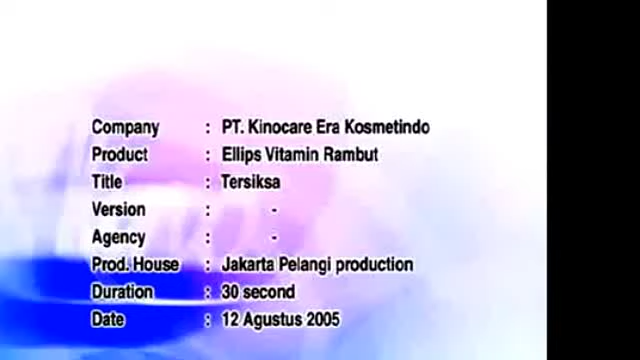 Company : PT. Kinocare Era Kosmetindo
Product : Ellips Vitamin Rambut
Title : Tersiksa
Version : -
Agency : -
Prod. House : Jakarta Pelangi production
Duration : 30 second
Date : 12 Agustus 2005